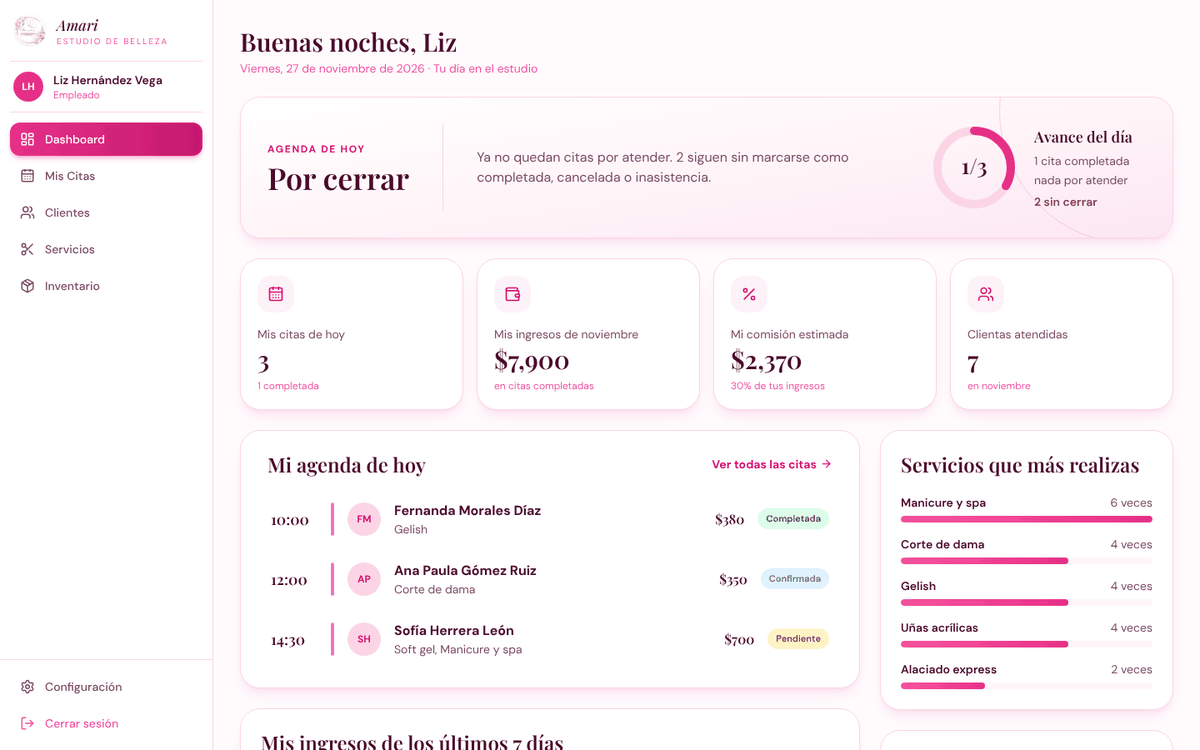 Amari
ESTUDIO DE BELLEZA
LH
Liz Hernández Vega
Empleado
Dashboard
Mis Citas
Clientes
Servicios
Inventario
Configuración
Cerrar sesión
Buenas noches, Liz
Viernes, 27 de noviembre de 2026 · Tu día en el estudio
AGENDA DE HOY
Por cerrar
Ya no quedan citas por atender. 2 siguen sin marcarse como
completada, cancelada o inasistencia.
1/3
Avance del día
1 cita completada
nada por atender
2 sin cerrar
Mis citas de hoy
3
1 completada
Mis ingresos de noviembre
$7,900
en citas completadas
Mi comisión estimada
$2,370
30% de tus ingresos
Clientas atendidas
7
en noviembre
Mi agenda de hoy
Ver todas las citas →
10:00
FM
Fernanda Morales Díaz
Gelish
$380
Completada
12:00
AP
Ana Paula Gómez Ruiz
Corte de dama
$350
Confirmada
14:30
SH
Sofía Herrera León
Soft gel, Manicure y spa
$700
Pendiente
Servicios que más realizas
Manicure y spa 6 veces
Corte de dama 4 veces
Gelish 4 veces
Uñas acrílicas 4 veces
Alaciado express 2 veces
Mis ingresos de los últimos 7 días